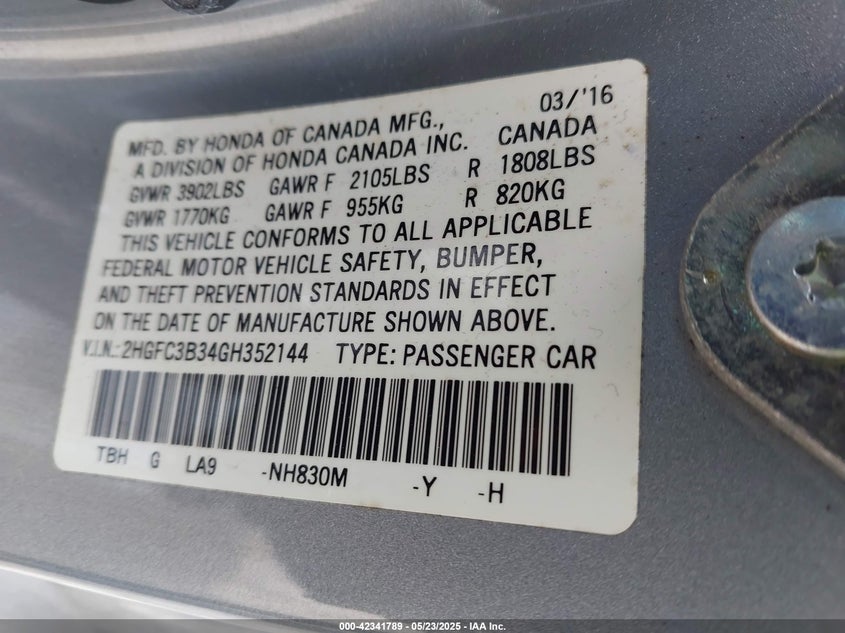 03/'16
MFD. BY HONDA OF CANADA MFG.,
A DIVISION OF HONDA CANADA INC. CANADA
GVWR 3902LBS GAWR F 2105LBS R 1808LBS
GVWR 1770KG GAWR F 955KG R 820KG
THIS VEHICLE CONFORMS TO ALL APPLICABLE
FEDERAL MOTOR VEHICLE SAFETY, BUMPER,
AND THEFT PREVENTION STANDARDS IN EFFECT
ON THE DATE OF MANUFACTURE SHOWN ABOVE.
V.I.N.: 2HGFC3B34GH352144 TYPE: PASSENGER CAR
TBH G LA9 -NH830M -Y -H
000-42341789 — 05/23/2025 — IAA Inc.